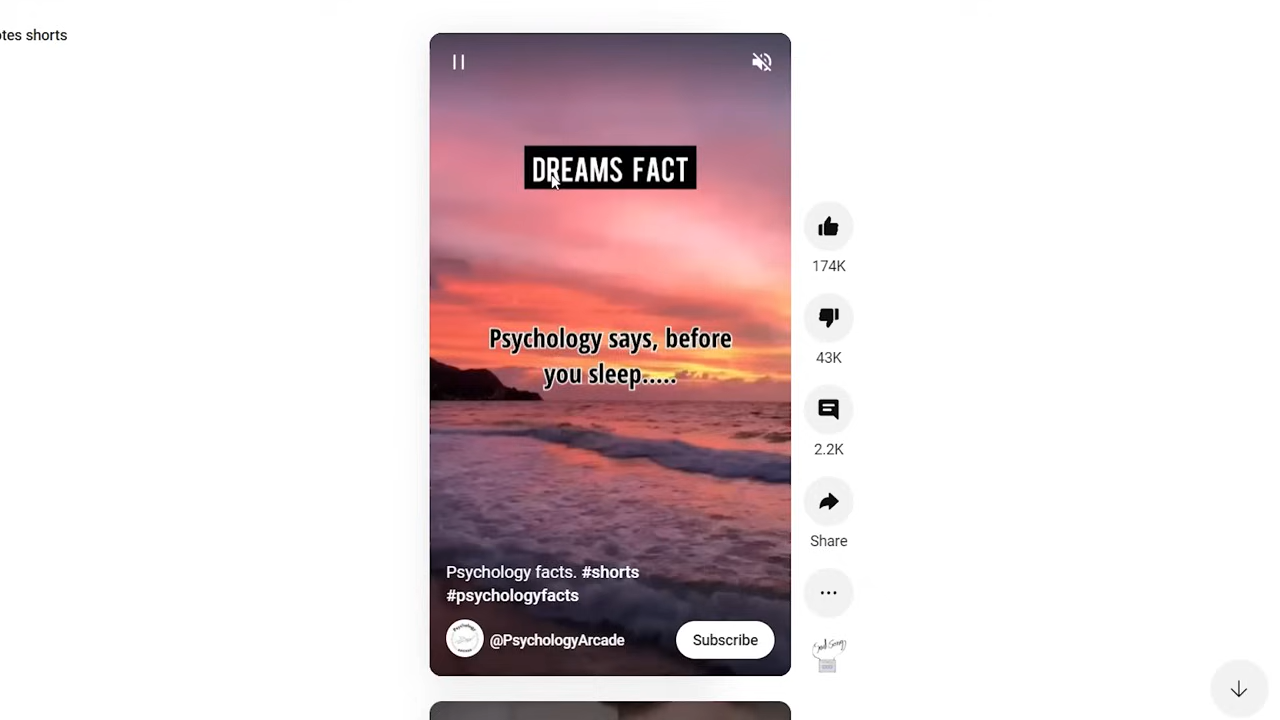 otes shorts
DREAMS FACT
Psychology says, before
you sleep.....
174K
43K
2.2K
Share
Psychology facts. #shorts
#psychologyfacts
@PsychologyArcade
Subscribe